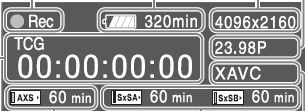 Rec 320min 4096x2160
TCG 23.98P
00:00:00:00 XAVC
AXS 60 min SxSA 60 min SxSB 60 min